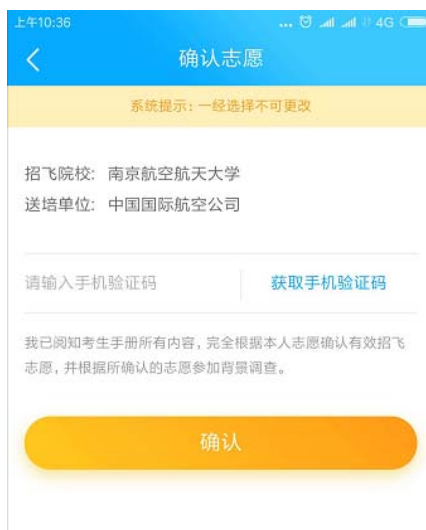 上午10:36 ... 4G
确认志愿
系统提示：一经选择不可更改
招飞院校: 南京航空航天大学
送培单位: 中国国际航空公司
请输入手机验证码 获取手机验证码
我已阅知考生手册所有内容，完全根据本人志愿确认有效招飞
志愿，并根据所确认的志愿参加背景调查。
确认